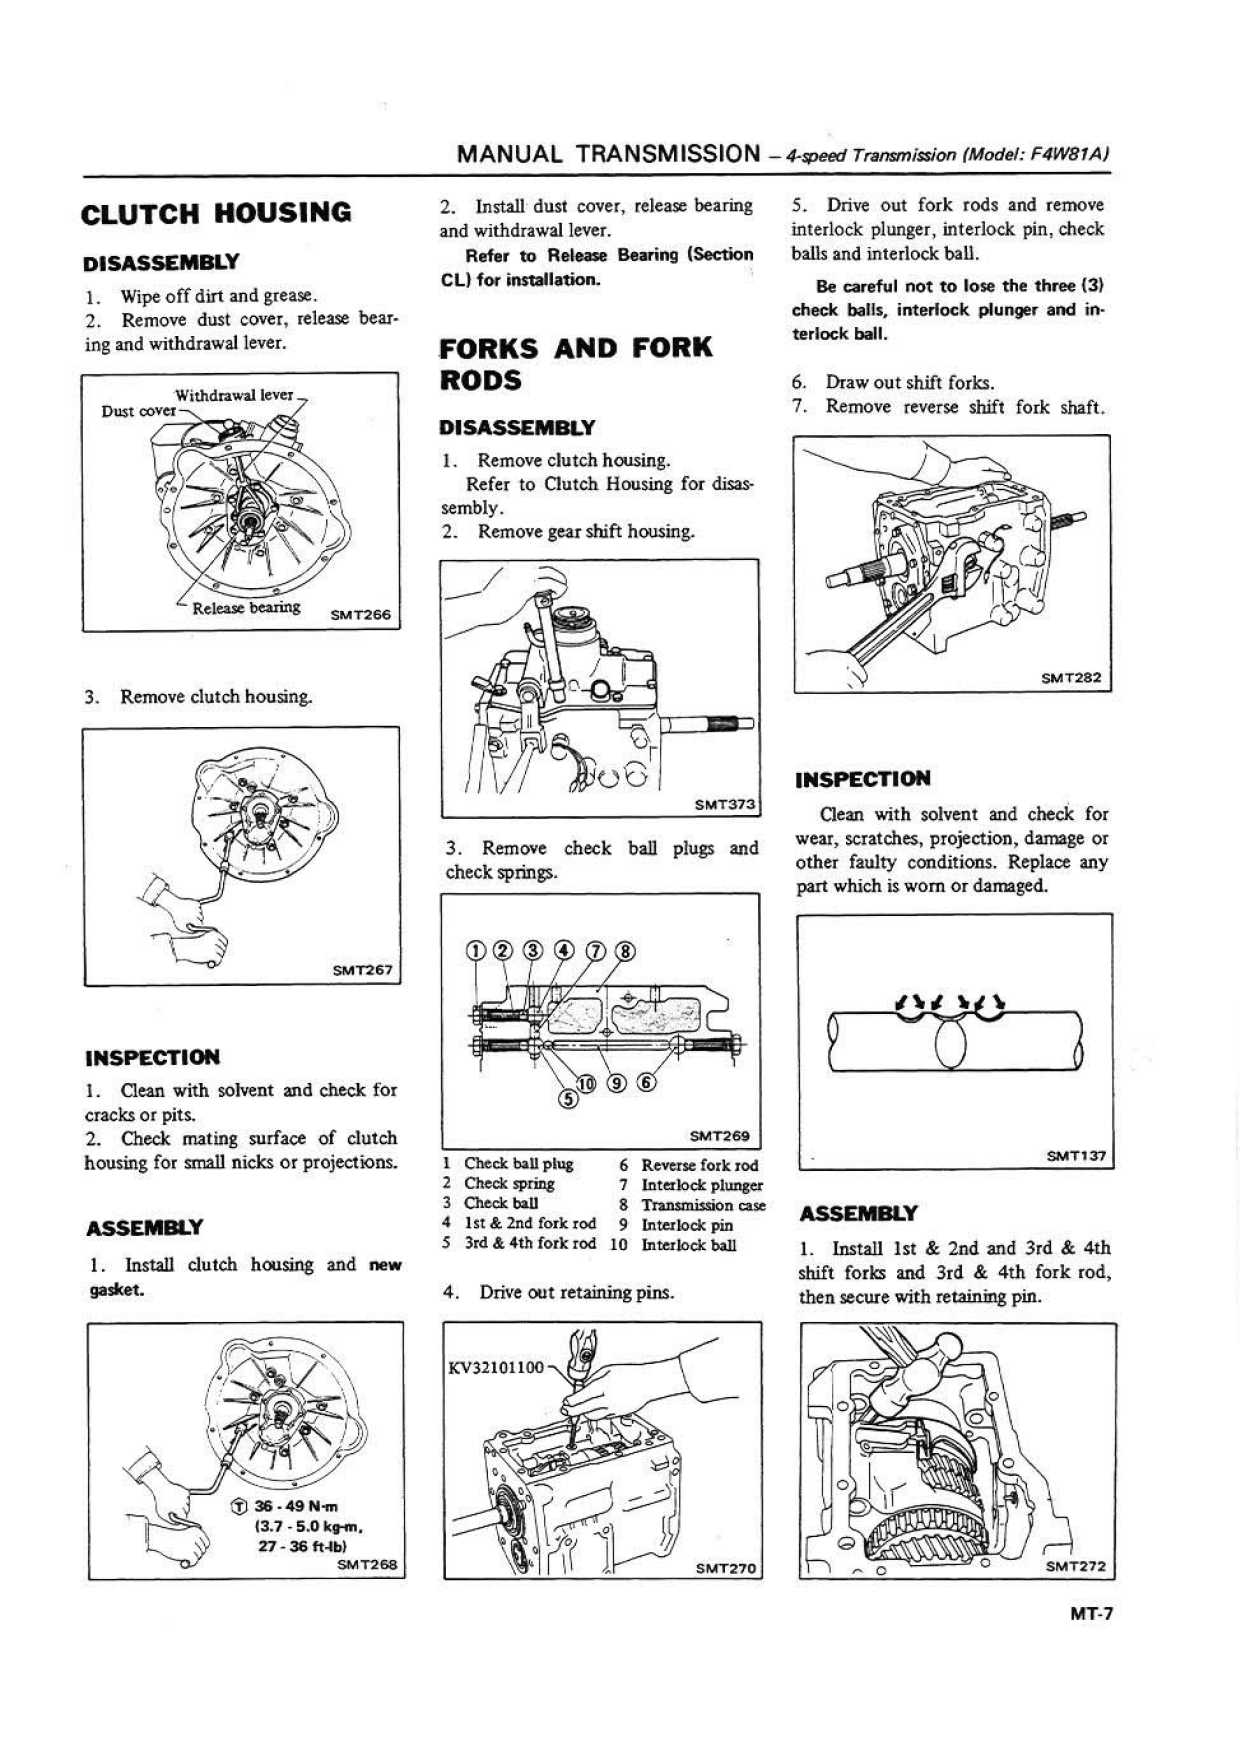 MANUAL TRANSMISSION – 4-speed Transmission (Model: F4W81A)
CLUTCH HOUSING
DISASSEMBLY
1. Wipe off dirt and grease.
2. Remove dust cover, release bear-
ing and withdrawal lever.
Withdrawal lever
Dust cover
Release bearing
SMT266
3. Remove clutch housing.
SMT267
INSPECTION
1. Clean with solvent and check for
cracks or pits.
2. Check mating surface of clutch
housing for small nicks or projections.
ASSEMBLY
1. Install clutch housing and new
gasket.
Ⓣ 36 - 49 N·m
(3.7 - 5.0 kg-m,
27 - 36 ft-lb)
SMT268
2. Install dust cover, release bearing
and withdrawal lever.
Refer to Release Bearing (Section
CL) for installation.
FORKS AND FORK
RODS
DISASSEMBLY
1. Remove clutch housing.
Refer to Clutch Housing for disas-
sembly.
2. Remove gear shift housing.
SMT373
3. Remove check ball plugs and
check springs.
① ② ③ ④ ⑦ ⑧
⑩ ⑨ ⑥
⑤
SMT269
1 Check ball plug
2 Check spring
3 Check ball
4 1st & 2nd fork rod
5 3rd & 4th fork rod
6 Reverse fork rod
7 Interlock plunger
8 Transmission case
9 Interlock pin
10 Interlock ball
4. Drive out retaining pins.
KV32101100
SMT270
5. Drive out fork rods and remove
interlock plunger, interlock pin, check
balls and interlock ball.
Be careful not to lose the three (3)
check balls, interlock plunger and in-
terlock ball.
6. Draw out shift forks.
7. Remove reverse shift fork shaft.
SMT282
INSPECTION
Clean with solvent and check for
wear, scratches, projection, damage or
other faulty conditions. Replace any
part which is worn or damaged.
SMT137
ASSEMBLY
1. Install 1st & 2nd and 3rd & 4th
shift forks and 3rd & 4th fork rod,
then secure with retaining pin.
SMT272
MT-7